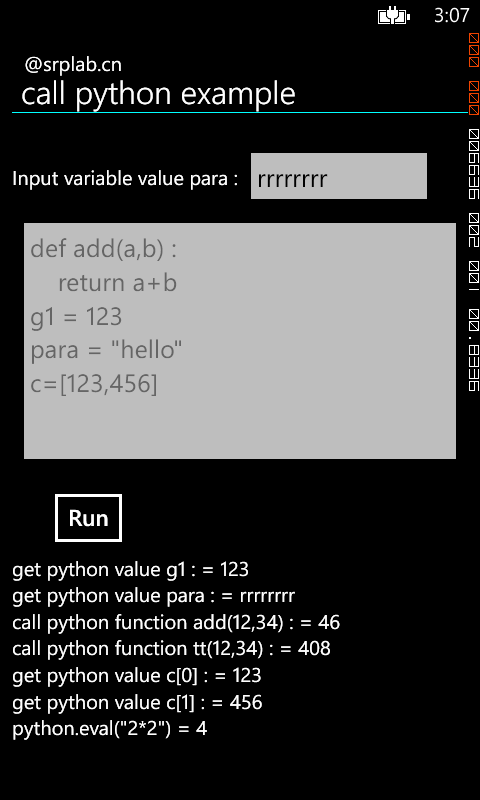 3:07
@srplab.cn
call python example
Input variable value para : rrrrrrrr
def add(a,b) :
    return a+b
g1 = 123
para = "hello"
c=[123,456]
Run
get python value g1 : = 123
get python value para : = rrrrrrrr
call python function add(12,34) : = 46
call python function tt(12,34) : = 408
get python value c[0] : = 123
get python value c[1] : = 456
python.eval("2*2") = 4